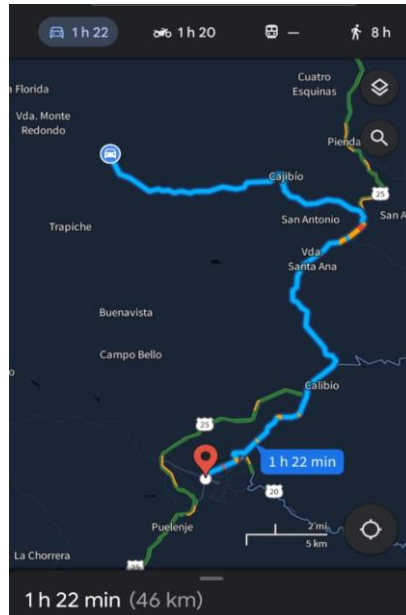 1 h 22
1 h 20
—
8 h
Cuatro
Esquinas
a Florida
Vda. Monte
Redondo
Pienda
25
Cajibío
San Antonio
San A
Trapiche
Vda.
Santa Ana
Buenavista
Campo Bello
Calibio
25
1 h 22 min
20
2 mi
5 km
Puelenje
La Chorrera
1 h 22 min (46 km)